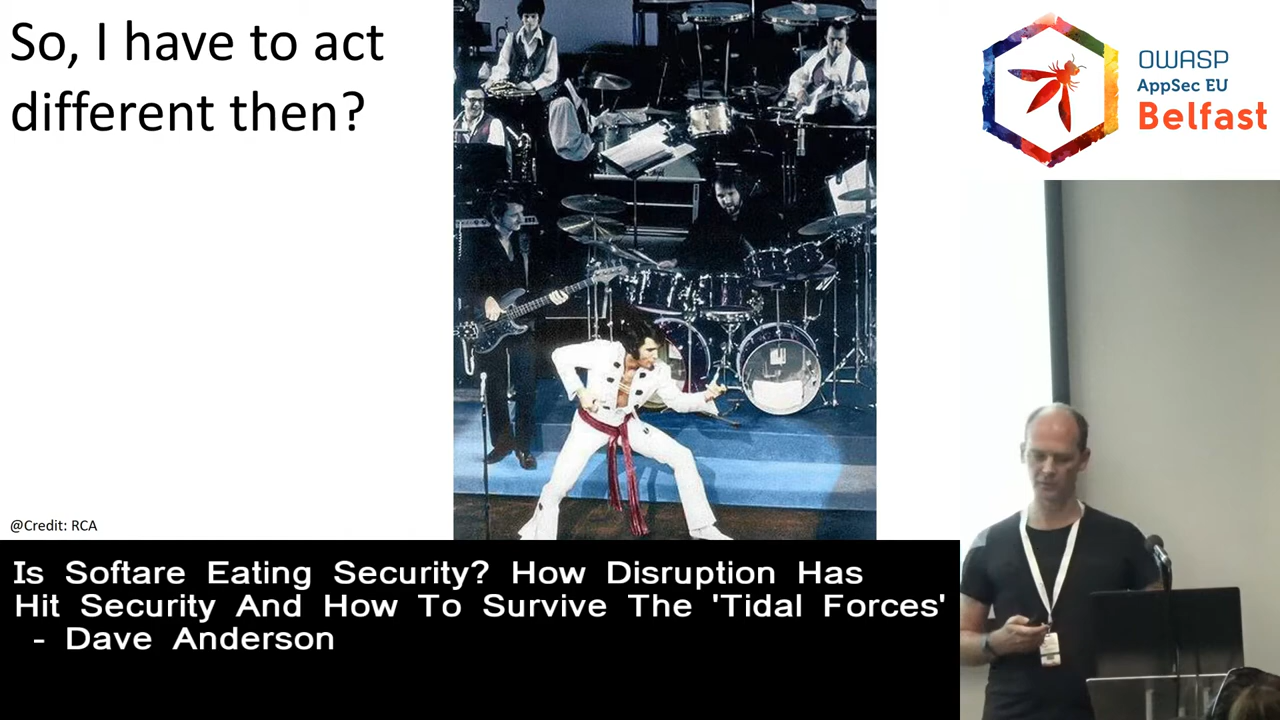 So, I have to act
different then?
OWASP
AppSec EU
Belfast
@Credit: RCA
Is Softare Eating Security? How Disruption Has
Hit Security And How To Survive The 'Tidal Forces'
- Dave Anderson